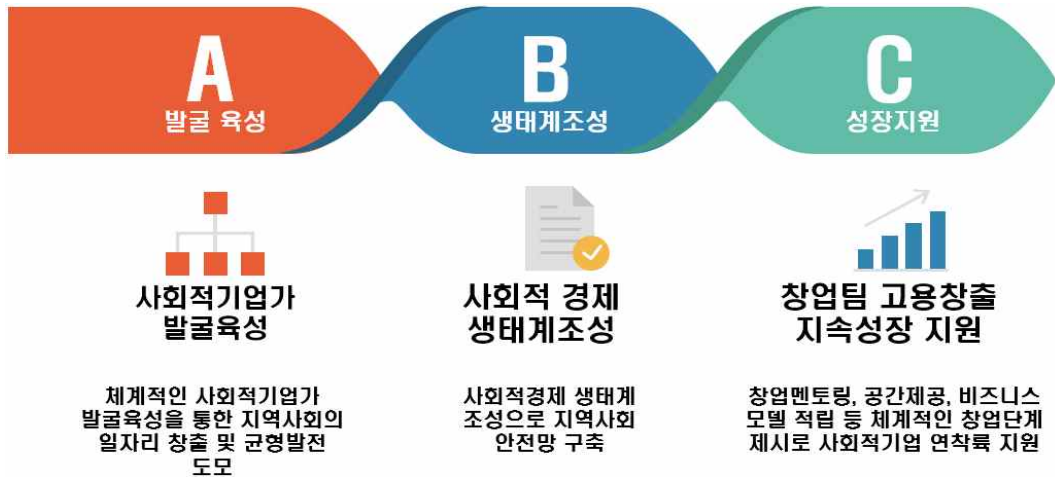 A
발굴 육성
B
생태계조성
C
성장지원
사회적기업가
발굴육성
사회적 경제
생태계조성
창업팀 고용창출
지속성장 지원
체계적인 사회적기업가
발굴육성을 통한 지역사회의
일자리 창출 및 균형발전
도모
사회적경제 생태계
조성으로 지역사회
안전망 구축
창업멘토링, 공간제공, 비즈니스
모델 적립 등 체계적인 창업단계
제시로 사회적기업 연착륙 지원